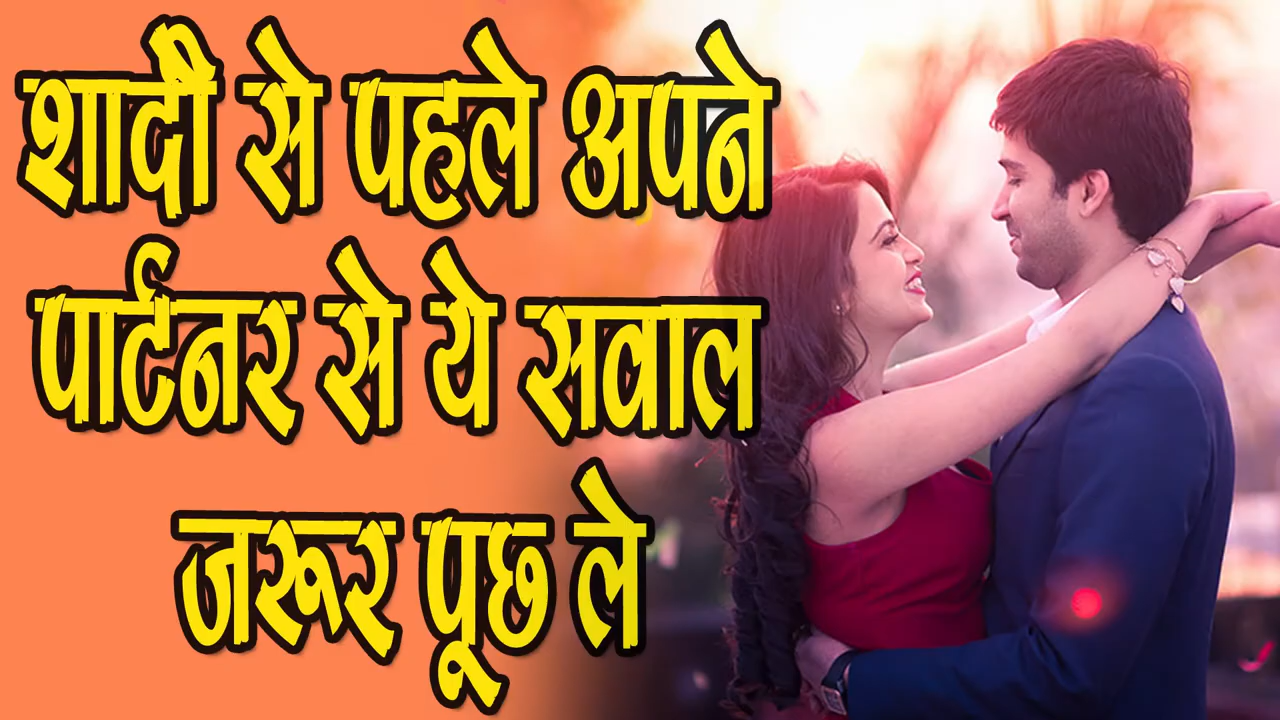 शादी से पहले अपने
पार्टनर से ये सवाल
जरूर पूछ ले